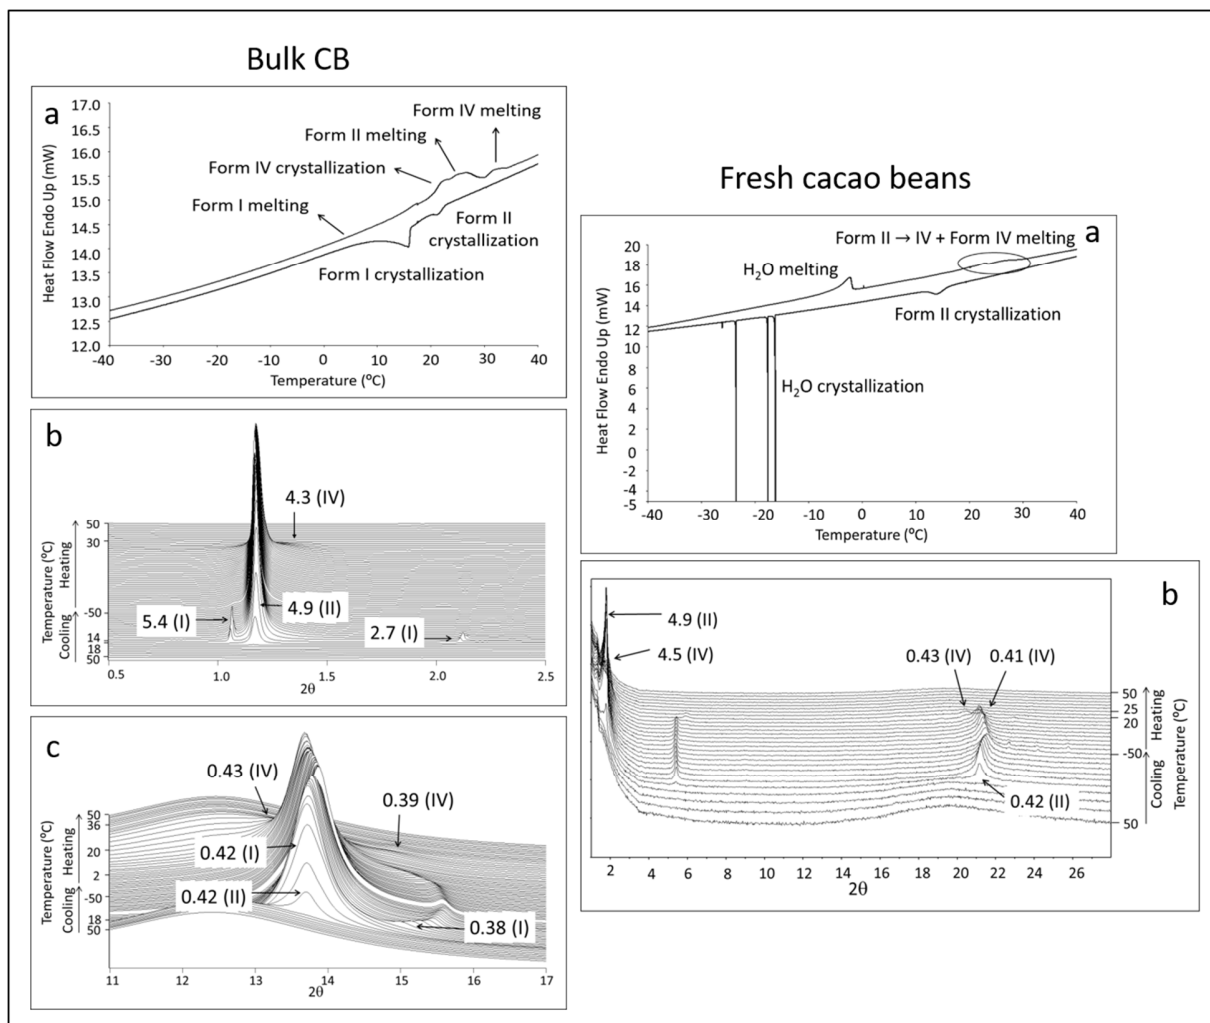 Bulk CB
a
17.0
16.5
16.0
15.5
15.0
14.5
14.0
13.5
13.0
12.5
12.0
Heat Flow Endo Up (mW)
Form IV melting
Form II melting
Form IV crystallization
Form I melting
Form II
crystallization
Form I crystallization
-40 -30 -20 -10 0 10 20 30 40
Temperature (ºC)
b
4.3 (IV)
4.9 (II)
5.4 (I)
2.7 (I)
Temperature (ºC)
Cooling Heating
50
30
-50
14
18
50
0.5 1.0 1.5 2.0 2.5
2θ
c
0.43 (IV)
0.39 (IV)
0.42 (I)
0.42 (II)
0.38 (I)
Temperature (ºC)
Cooling Heating
50
36
20
2
-50
18
50
11 12 13 14 15 16 17
2θ
Fresh cacao beans
a
20
18
16
14
12
10
8
6
4
2
0
-2
-4
-5
Heat Flow Endo Up (mW)
Form II → IV + Form IV melting
H2O melting
Form II crystallization
H2O crystallization
-40 -30 -20 -10 0 10 20 30 40
Temperature (ºC)
b
4.9 (II)
4.5 (IV)
0.43 (IV) 0.41 (IV)
0.42 (II)
50
25
20
-50
50
Cooling Heating
Temperature (ºC)
2 4 6 8 10 12 14 16 18 20 22 24 26
2θ